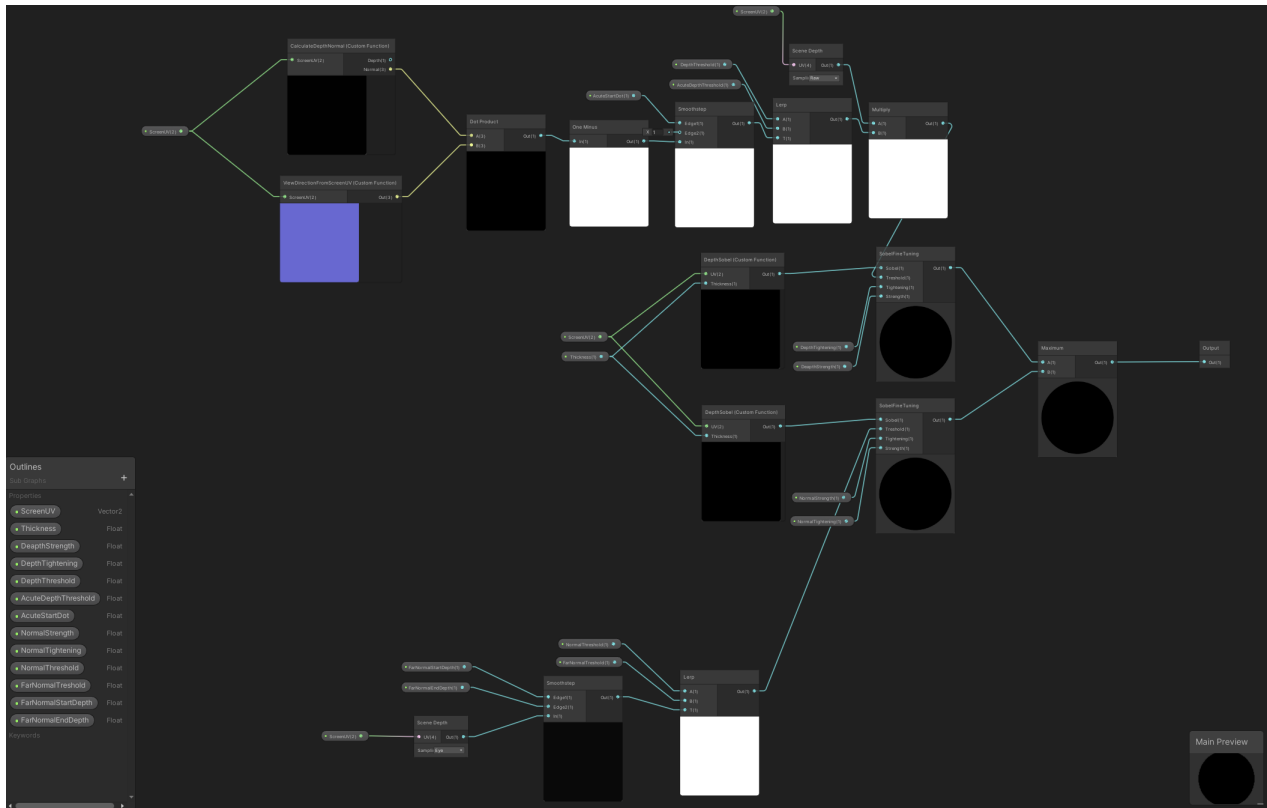 ScreenUV(2)
CalculateDepthNormal (Custom Function)
ScreenUV(2)
Depth(1)
Normal(3)
ScreenUV(2)
ViewDirectionFromScreenUV (Custom Function)
ScreenUV(2)
Out(3)
Dot Product
A(3)
B(3)
Out(1)
One Minus
In(1)
Out(1)
AcuteStartDot(1)
DepthThreshold(1)
AcuteDepthThreshold(1)
X 1
Smoothstep
Edge1(1)
Edge2(1)
In(1)
Out(1)
Scene Depth
UV(4)
Out(1)
Sampli Raw
Lerp
A(1)
B(1)
T(1)
Out(1)
Multiply
A(1)
B(1)
Out(1)
DepthSobel (Custom Function)
UV(2)
Thickness(1)
Out(1)
SobelFineTuning
Sobel(1)
Treshold(1)
Tightening(1)
Strength(1)
Out(1)
ScreenUV(2)
Thickness(1)
DepthTightening(1)
DeapthStrength(1)
Maximum
A(1)
B(1)
Out(1)
Output
Out(1)
DepthSobel (Custom Function)
UV(2)
Thickness(1)
Out(1)
SobelFineTuning
Sobel(1)
Treshold(1)
Tightening(1)
Strength(1)
Out(1)
NormalStrength(1)
NormalTightening(1)
Outlines
Sub Graphs
+
Properties
ScreenUV Vector2
Thickness Float
DeapthStrength Float
DepthTightening Float
DepthThreshold Float
AcuteDepthThreshold Float
AcuteStartDot Float
NormalStrength Float
NormalTightening Float
NormalThreshold Float
FarNormalTreshold Float
FarNormalStartDepth Float
FarNormalEndDepth Float
Keywords
NormalThreshold(1)
FarNormalTreshold(1)
FarNormalStartDepth(1)
FarNormalEndDepth(1)
ScreenUV(2)
Scene Depth
UV(4)
Out(1)
Sampli Eye
Smoothstep
Edge1(1)
Edge2(1)
In(1)
Out(1)
Lerp
A(1)
B(1)
T(1)
Out(1)
Main Preview